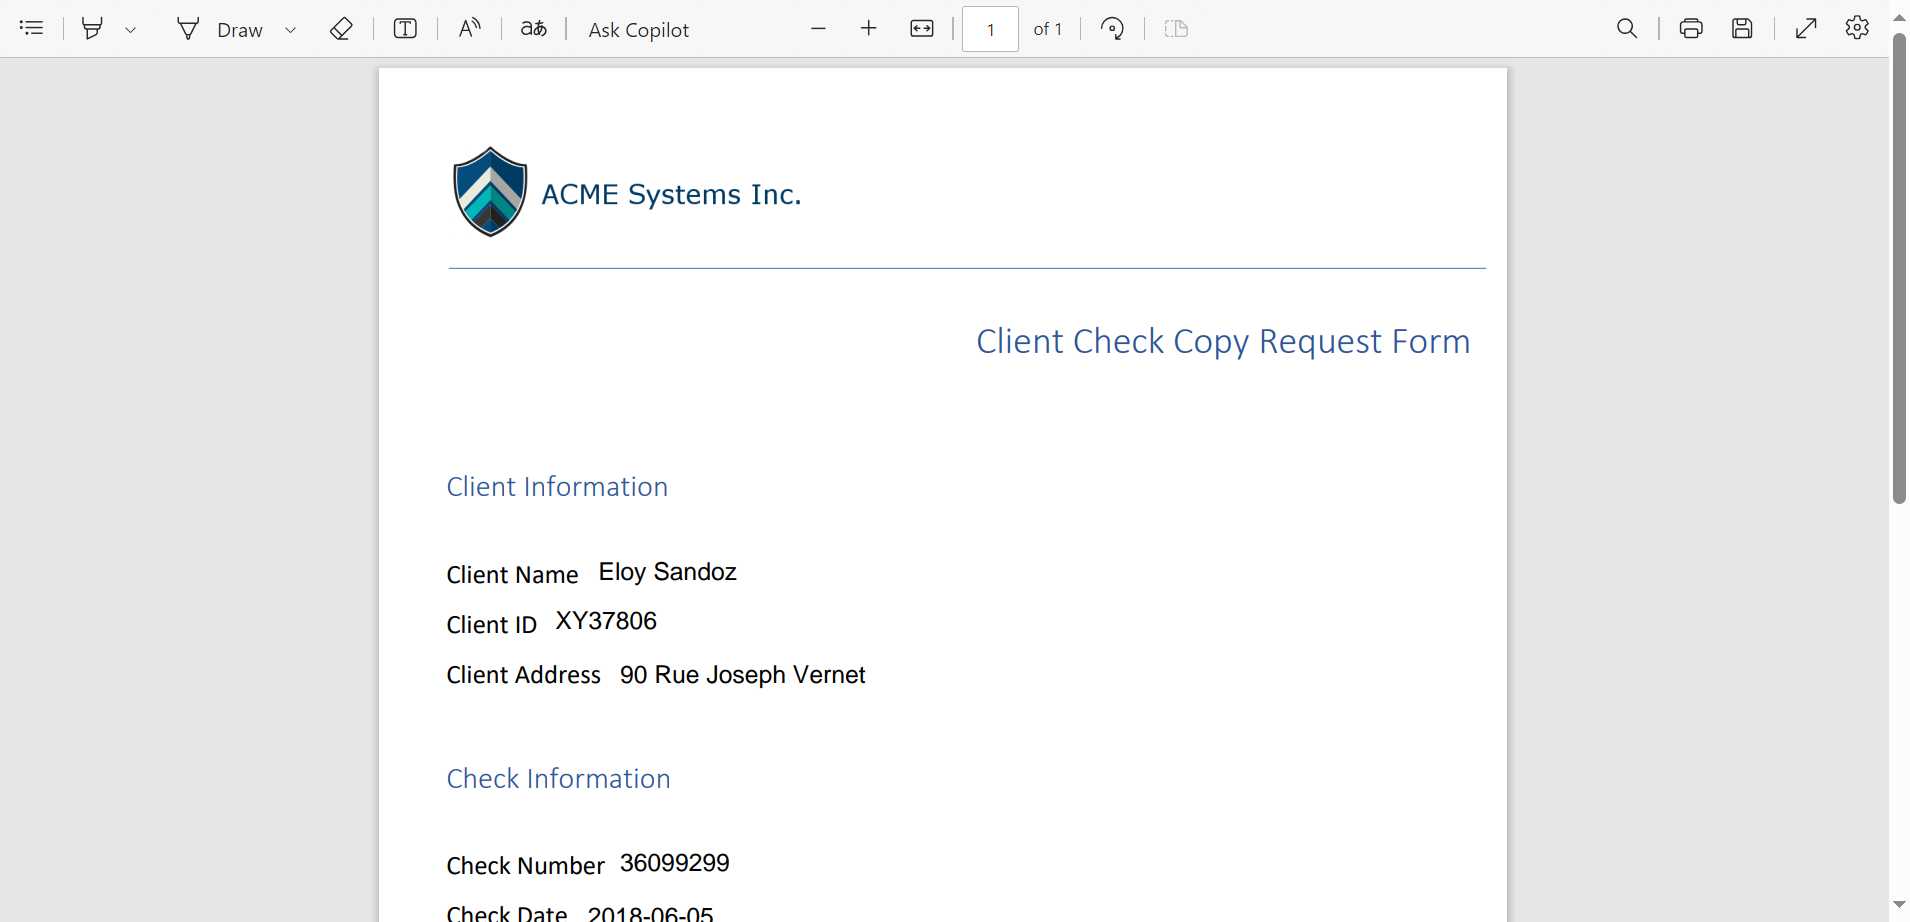 Draw
T
A
aあ
Ask Copilot
1
of 1
ACME Systems Inc.
Client Check Copy Request Form
Client Information
Client Name Eloy Sandoz
Client ID XY37806
Client Address 90 Rue Joseph Vernet
Check Information
Check Number 36099299
Check Date 2018-06-05